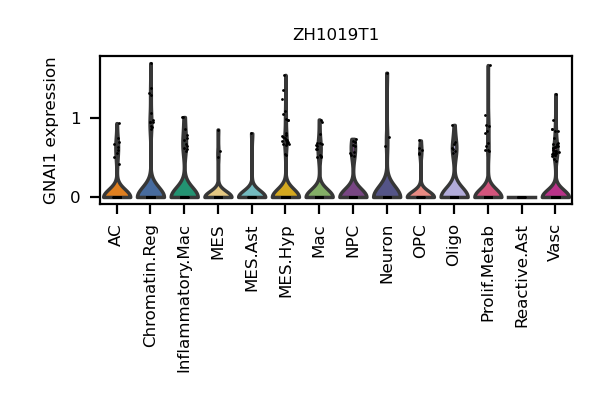 ZH1019T1
GNAI1 expression
1
0
AC
Chromatin.Reg
Inflammatory.Mac
MES
MES.Ast
MES.Hyp
Mac
NPC
Neuron
OPC
Oligo
Prolif.Metab
Reactive.Ast
Vasc